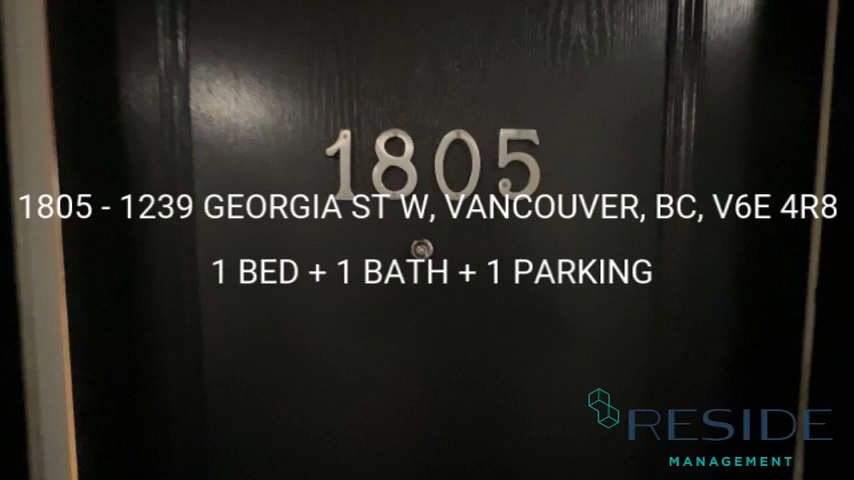 1805
1805 - 1239 GEORGIA ST W, VANCOUVER, BC, V6E 4R8
1 BED + 1 BATH + 1 PARKING
RESIDE
MANAGEMENT